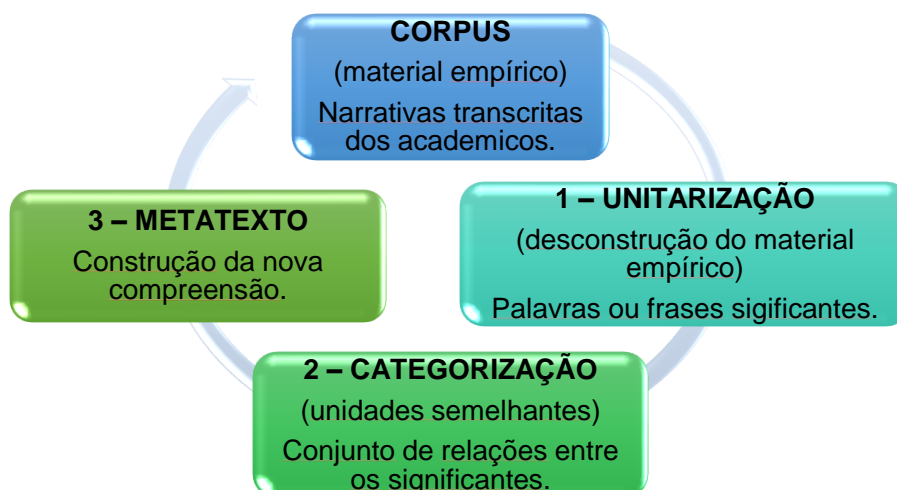 CORPUS
(material empírico)
Narrativas transcritas
dos academicos.
1 – UNITARIZAÇÃO
(desconstrução do material
empírico)
Palavras ou frases sigificantes.
3 – METATEXTO
Construção da nova
compreensão.
2 – CATEGORIZAÇÃO
(unidades semelhantes)
Conjunto de relações entre
os significantes.